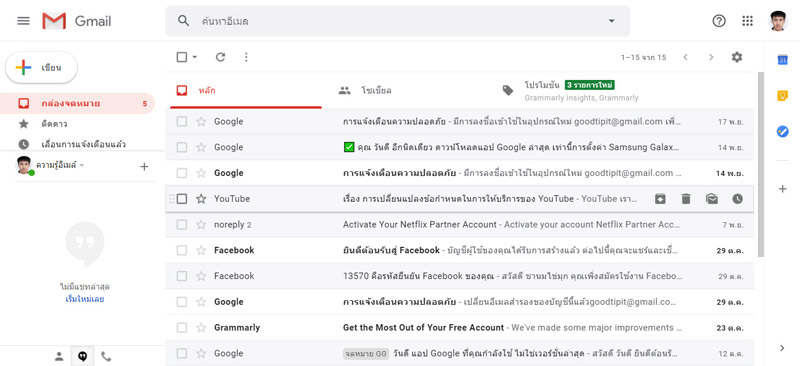 Gmail
ค้นหาอีเมล
เขียน
1–15 จาก 15
กล่องจดหมาย 5
ติดดาว
เลื่อนการแจ้งเตือนแล้ว
ความรู้อีเมล์
ไม่มีแชทล่าสุด
เริ่มใหม่เลย
หลัก
โซเชียล
โปรโมชัน 3 รายการใหม่
Grammarly Insights, Grammarly
Google การแจ้งเตือนความปลอดภัย - มีการลงชื่อเข้าใช้ในอุปกรณ์ใหม่ goodtipit@gmail.com เพิ่... 17 พ.ย.
Google ✅ คุณ วันดี อีกนิดเดียว ดาวน์โหลดแอป Google ล่าสุด เท่านี้การตั้งค่า Samsung Galax... 14 พ.ย.
Google การแจ้งเตือนความปลอดภัย - มีการลงชื่อเข้าใช้ในอุปกรณ์ใหม่ goodtipit@gmail.com เพิ่... 14 พ.ย.
YouTube เรื่อง การเปลี่ยนแปลงข้อกำหนดในการให้บริการของ YouTube - YouTube เรา...
noreply 2 Activate Your Netflix Partner Account - Activate your account Netflix Partner Acc... 7 พ.ย.
Facebook ยินดีต้อนรับสู่ Facebook - บัญชีผู้ใช้ของคุณได้รับการสร้างแล้ว ต่อไปนี้คุณจะแชร์และเชื่... 29 ต.ค.
Facebook 13570 คือรหัสยืนยัน Facebook ของคุณ - สวัสดี ชานมไข่มุก คุณเพิ่งสมัครใช้งาน Facebo... 29 ต.ค.
Google การแจ้งเตือนความปลอดภัย - เปลี่ยนอีเมลสำรองของบัญชีนี้แล้วgoodtipit@gmail.co... 29 ต.ค.
Grammarly Get the Most Out of Your Free Account - We've made some major improvements ... 23 ต.ค.
Google จดหมาย GG วันดี แอป Google ที่คุณกำลังใช้ ไม่ใช่เวอร์ชั่นล่าสุด - สวัสดี วันดี ยินดีต้อนรั... 12 ต.ค.